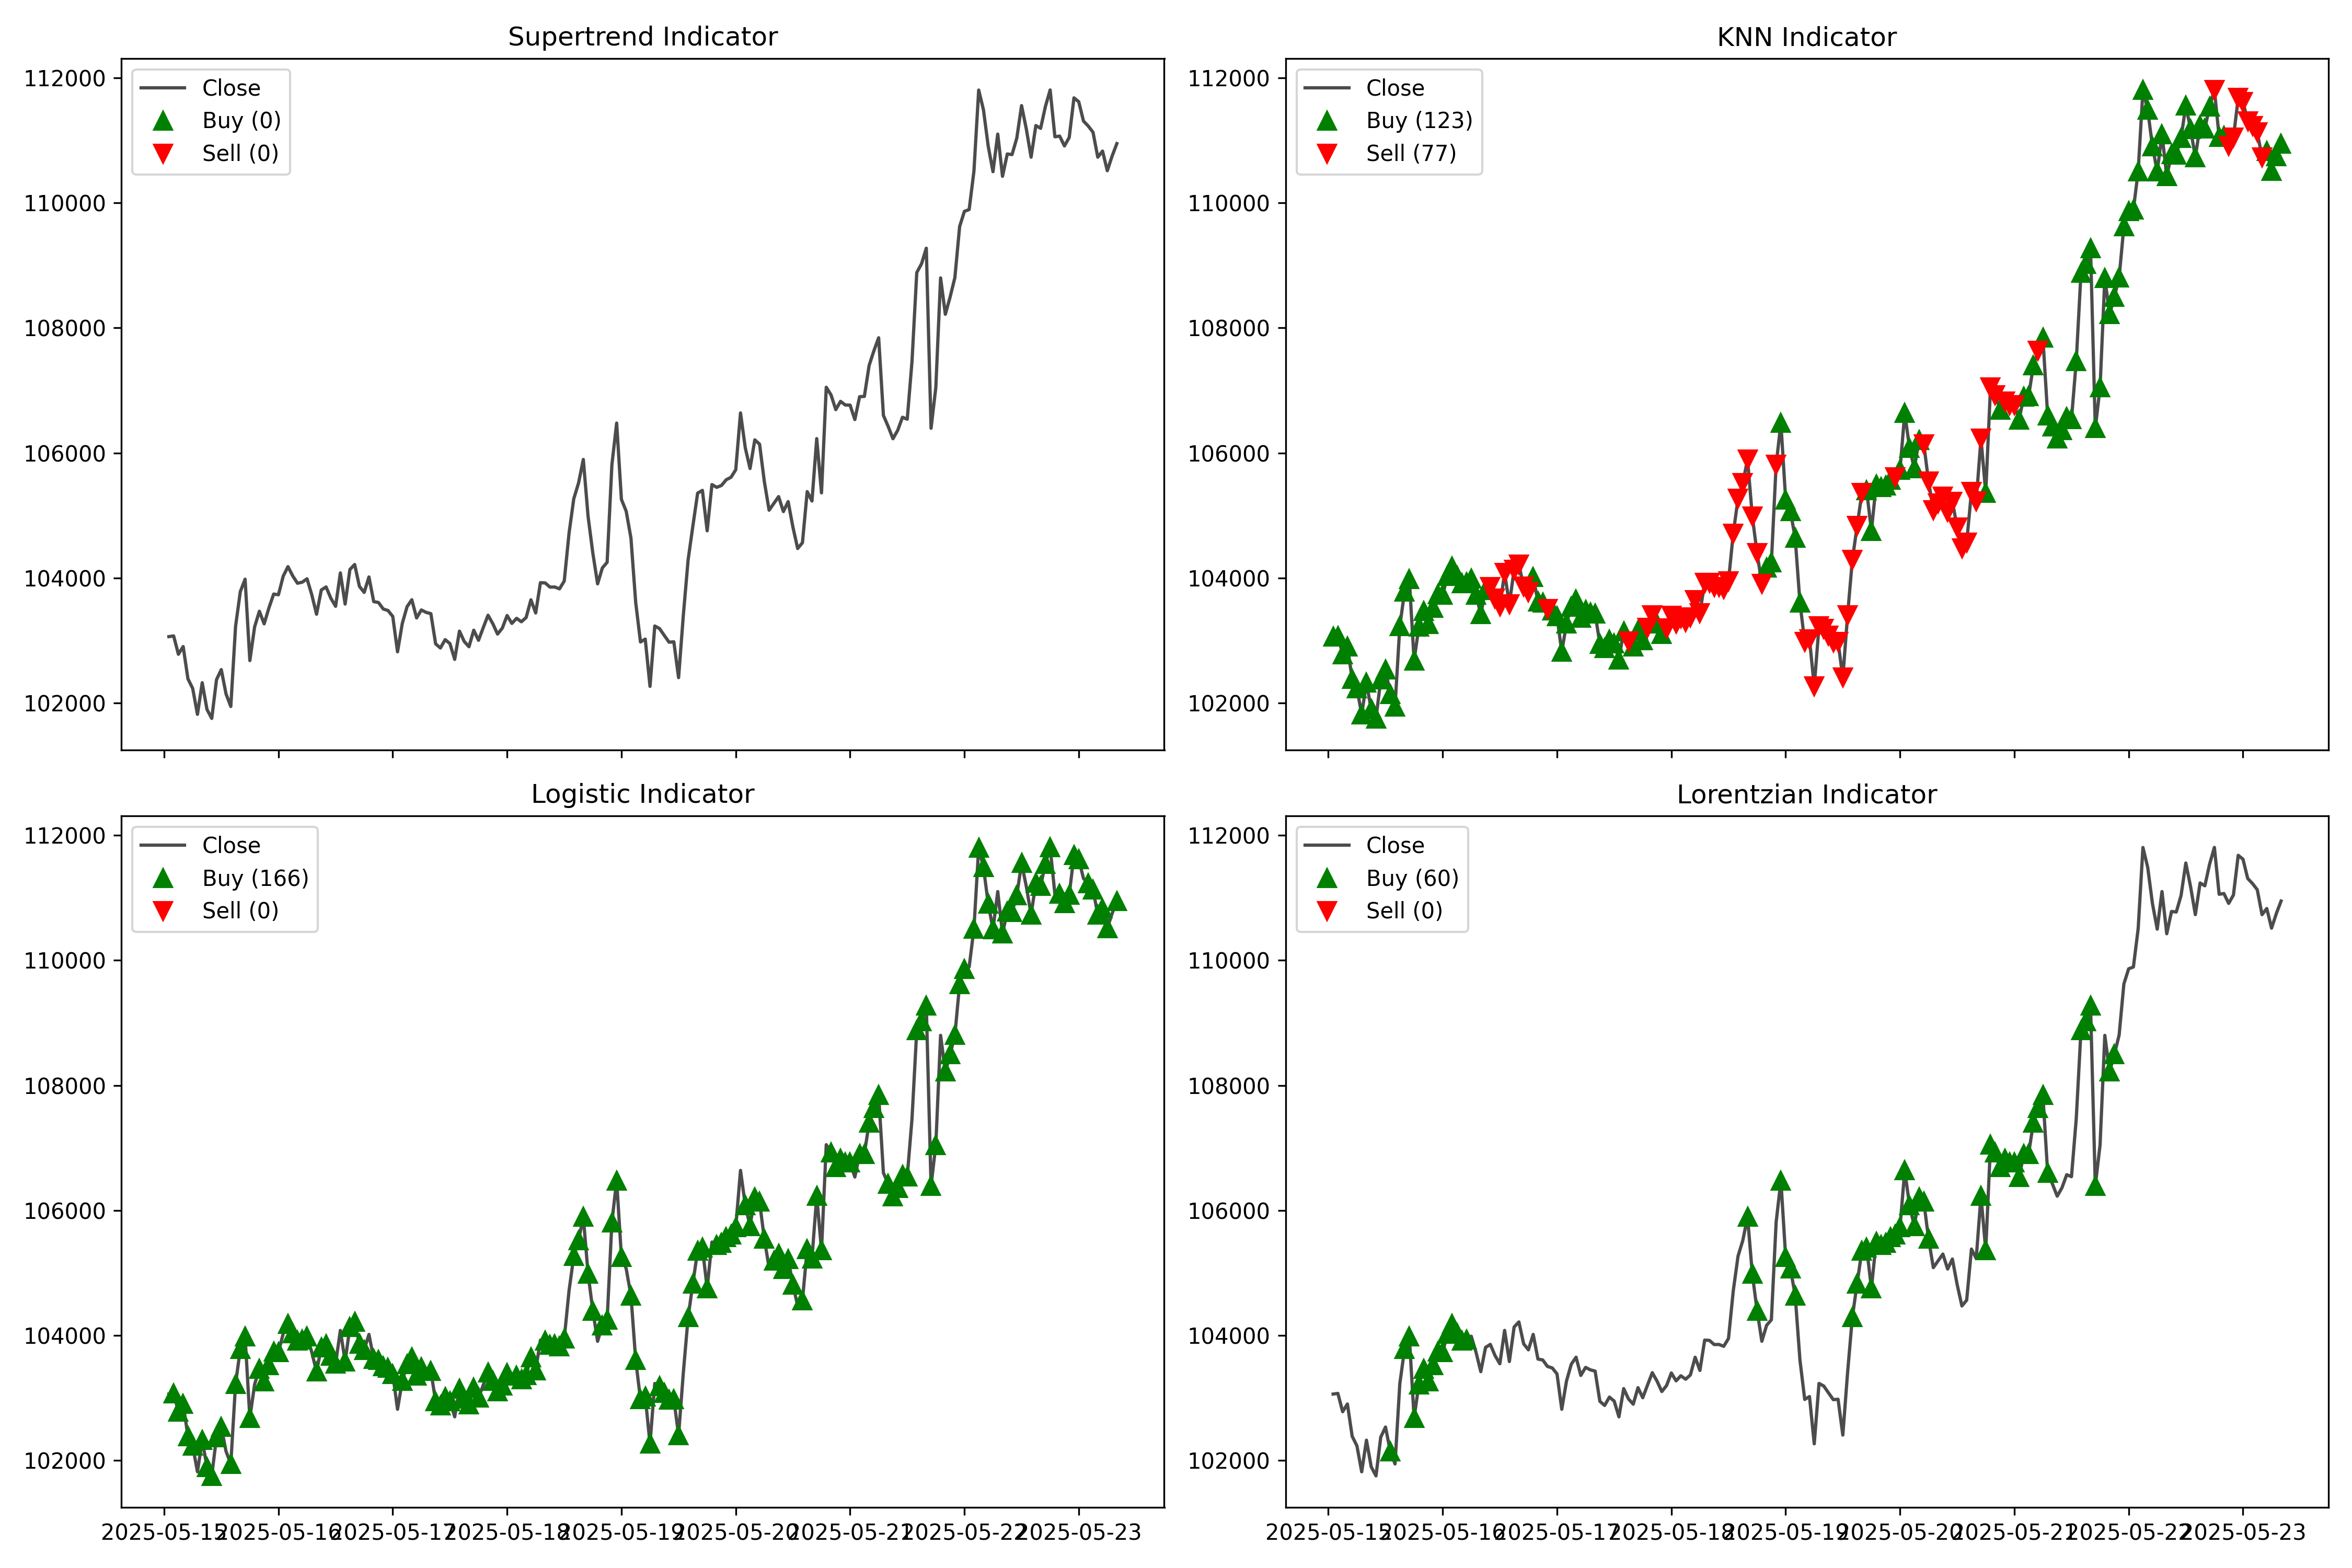 Supertrend Indicator
112000
110000
108000
106000
104000
102000
Close
Buy (0)
Sell (0)
KNN Indicator
112000
110000
108000
106000
104000
102000
Close
Buy (123)
Sell (77)
Logistic Indicator
112000
110000
108000
106000
104000
102000
Close
Buy (166)
Sell (0)
2025-05-15
2025-05-16
2025-05-17
2025-05-18
2025-05-19
2025-05-20
2025-05-21
2025-05-22
2025-05-23
Lorentzian Indicator
112000
110000
108000
106000
104000
102000
Close
Buy (60)
Sell (0)
2025-05-15
2025-05-16
2025-05-17
2025-05-18
2025-05-19
2025-05-20
2025-05-21
2025-05-22
2025-05-23